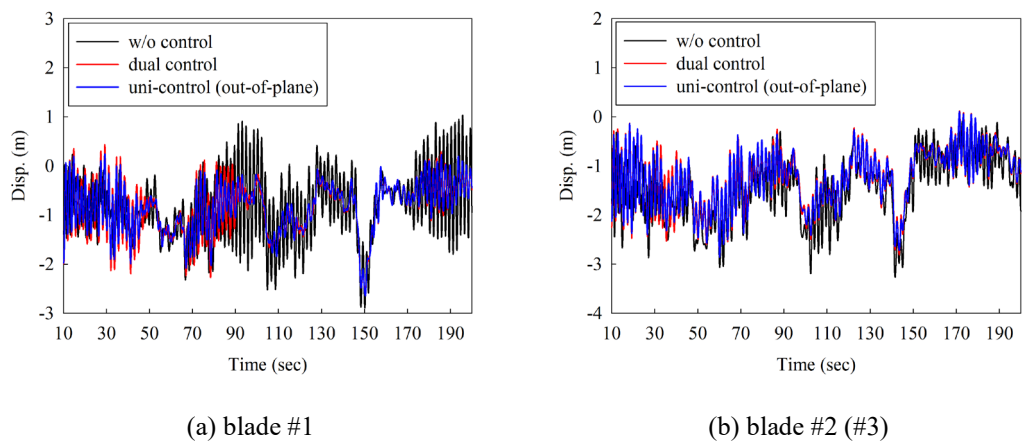 3
2
1
0
-1
-2
-3
Disp. (m)
w/o control
dual control
uni-control (out-of-plane)
10 30 50 70 90 110 130 150 170 190
Time (sec)
(a) blade #1
2
1
0
-1
-2
-3
-4
Disp. (m)
w/o control
dual control
uni-control (out-of-plane)
10 30 50 70 90 110 130 150 170 190
Time (sec)
(b) blade #2 (#3)